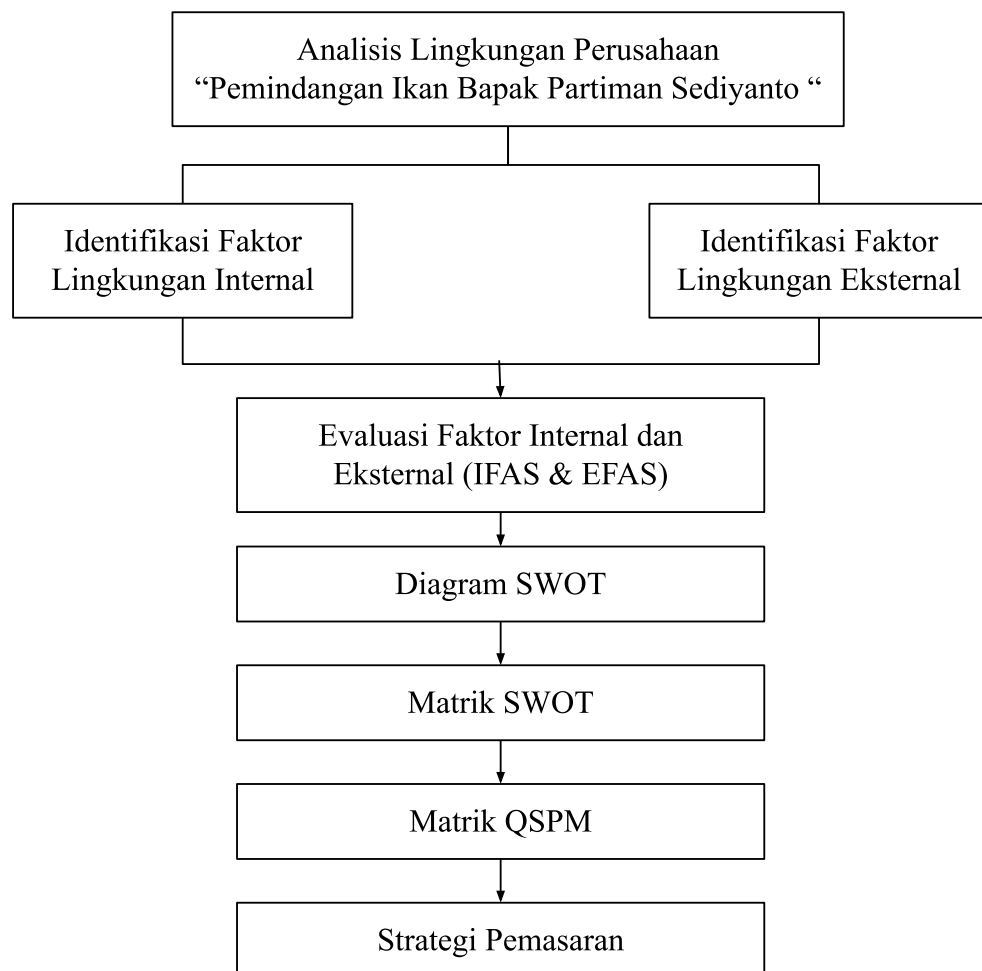 Analisis Lingkungan Perusahaan
“Pemindangan Ikan Bapak Partiman Sediyanto “
Identifikasi Faktor
Lingkungan Internal
Identifikasi Faktor
Lingkungan Eksternal
Evaluasi Faktor Internal dan
Eksternal (IFAS & EFAS)
Diagram SWOT
Matrik SWOT
Matrik QSPM
Strategi Pemasaran